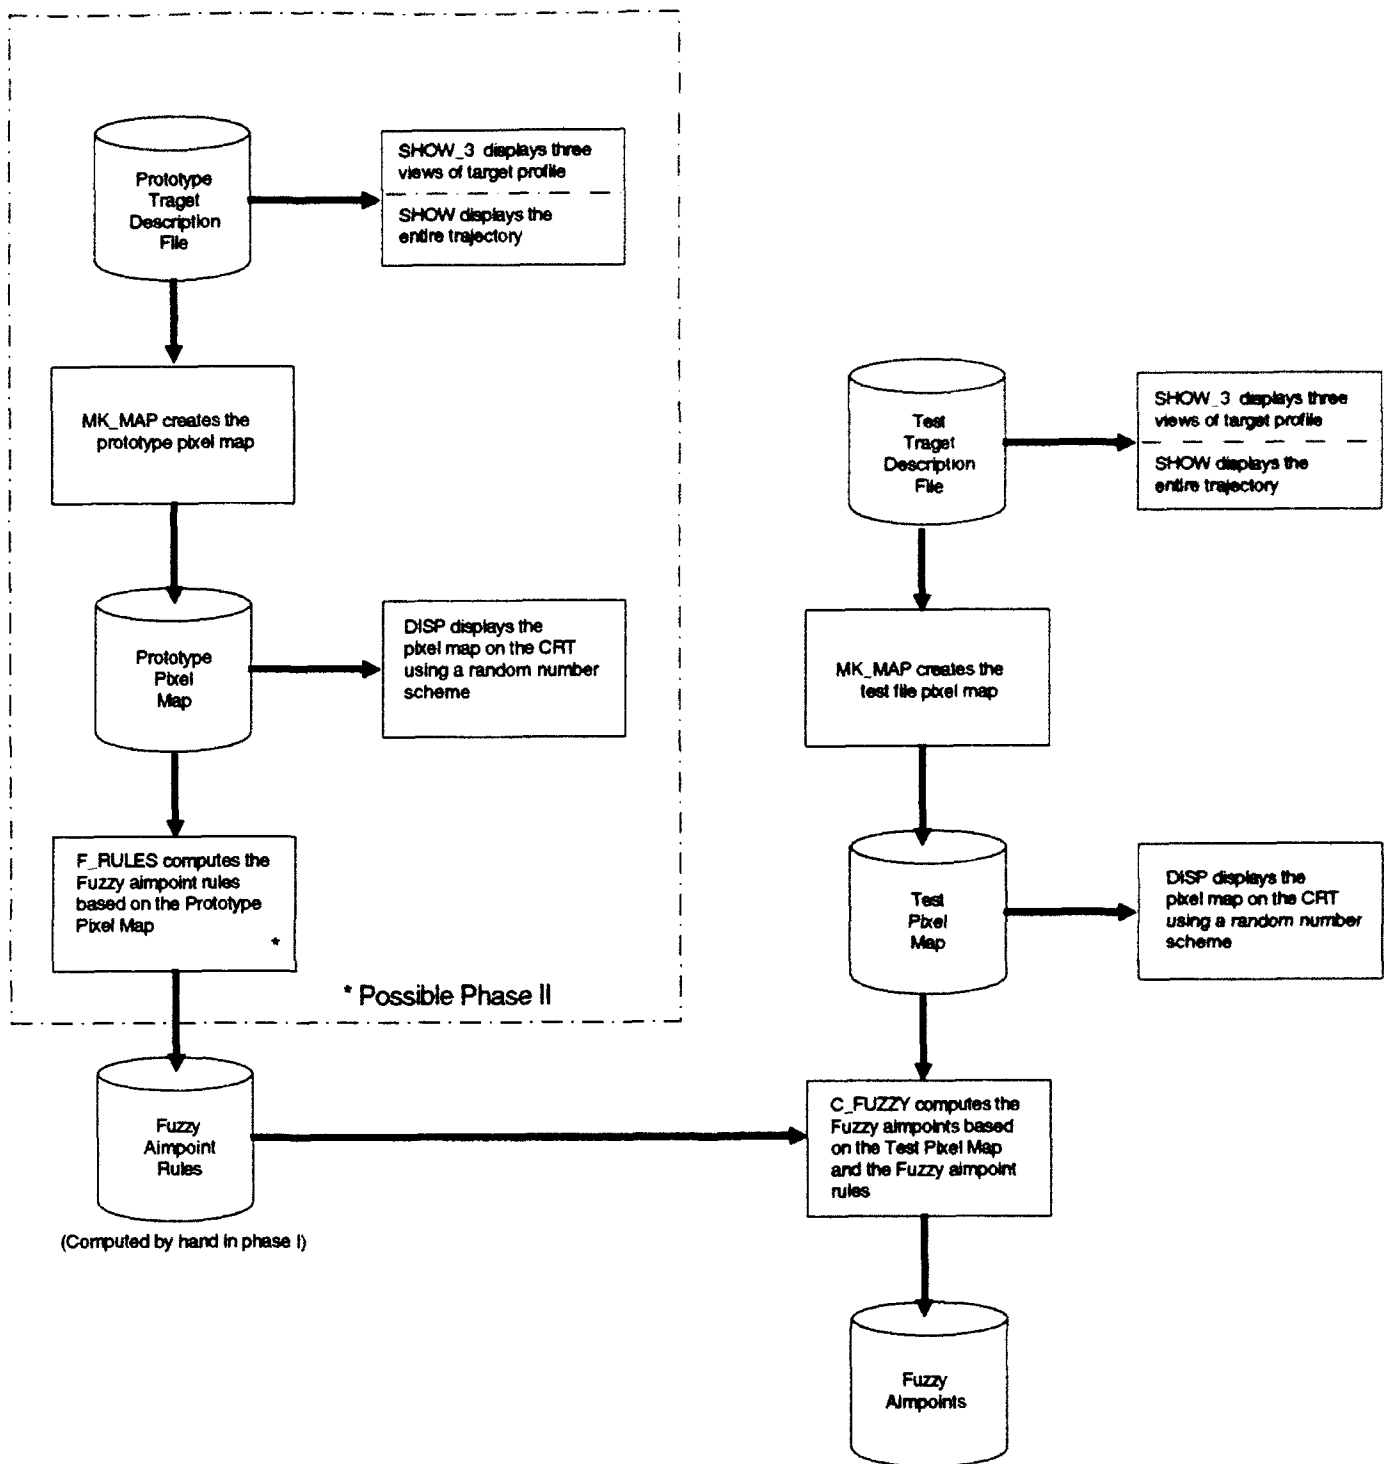 Prototype
Traget
Description
File
SHOW_3 displays three
views of target profile
SHOW displays the
entire trajectory
MK_MAP creates the
prototype pixel map
Prototype
Pixel
Map
DISP displays the
pixel map on the CRT
using a random number
scheme
F_RULES computes the
Fuzzy aimpoint rules
based on the Prototype
Pixel Map
*
* Possible Phase II
Fuzzy
Aimpoint
Rules
(Computed by hand in phase I)
Test
Traget
Description
File
SHOW_3 displays three
views of target profile
SHOW displays the
entire trajectory
MK_MAP creates the
test file pixel map
Test
Pixel
Map
DISP displays the
pixel map on the CRT
using a random number
scheme
C_FUZZY computes the
Fuzzy aimpoints based
on the Test Pixel Map
and the Fuzzy aimpoint
rules
Fuzzy
Aimpoints